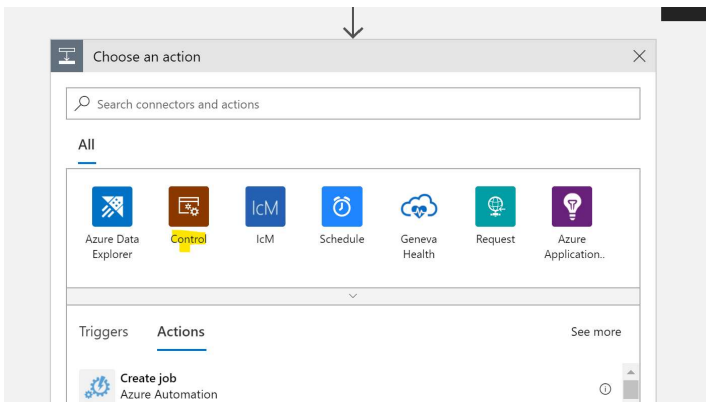 Choose an action
Search connectors and actions
All
IcM
Azure Data
Explorer
Control
IcM
Schedule
Geneva
Health
Request
Azure
Application..
Triggers
Actions
See more
Create job
Azure Automation